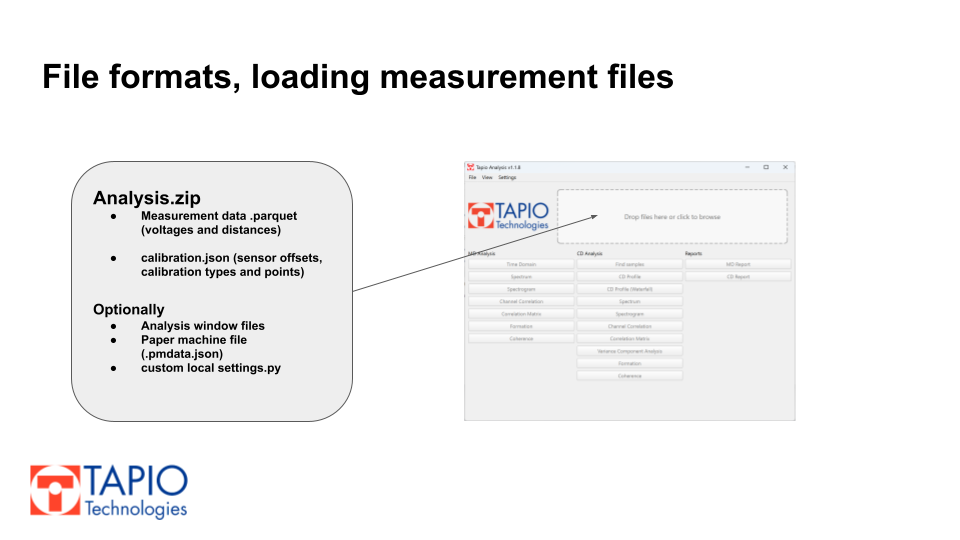 File formats, loading measurement files
Analysis.zip
● Measurement data .parquet
(voltages and distances)
● calibration.json (sensor offsets,
calibration types and points)
Optionally
● Analysis window files
● Paper machine file
(.pmdata.json)
● custom local settings.py
Tapio Analysis v1.1.8
File View Settings
TAPIO
Technologies
Drop files here or click to browse
MD Analysis
Time Domain
Spectrum
Spectrogram
Channel Correlation
Correlation Matrix
Formation
Coherence
CD Analysis
Find samples
CD Profile
CD Profile (Waterfall)
Spectrum
Spectrogram
Channel Correlation
Correlation Matrix
Variance Component Analysis
Formation
Coherence
Reports
MD Report
CD Report
TAPIO
Technologies